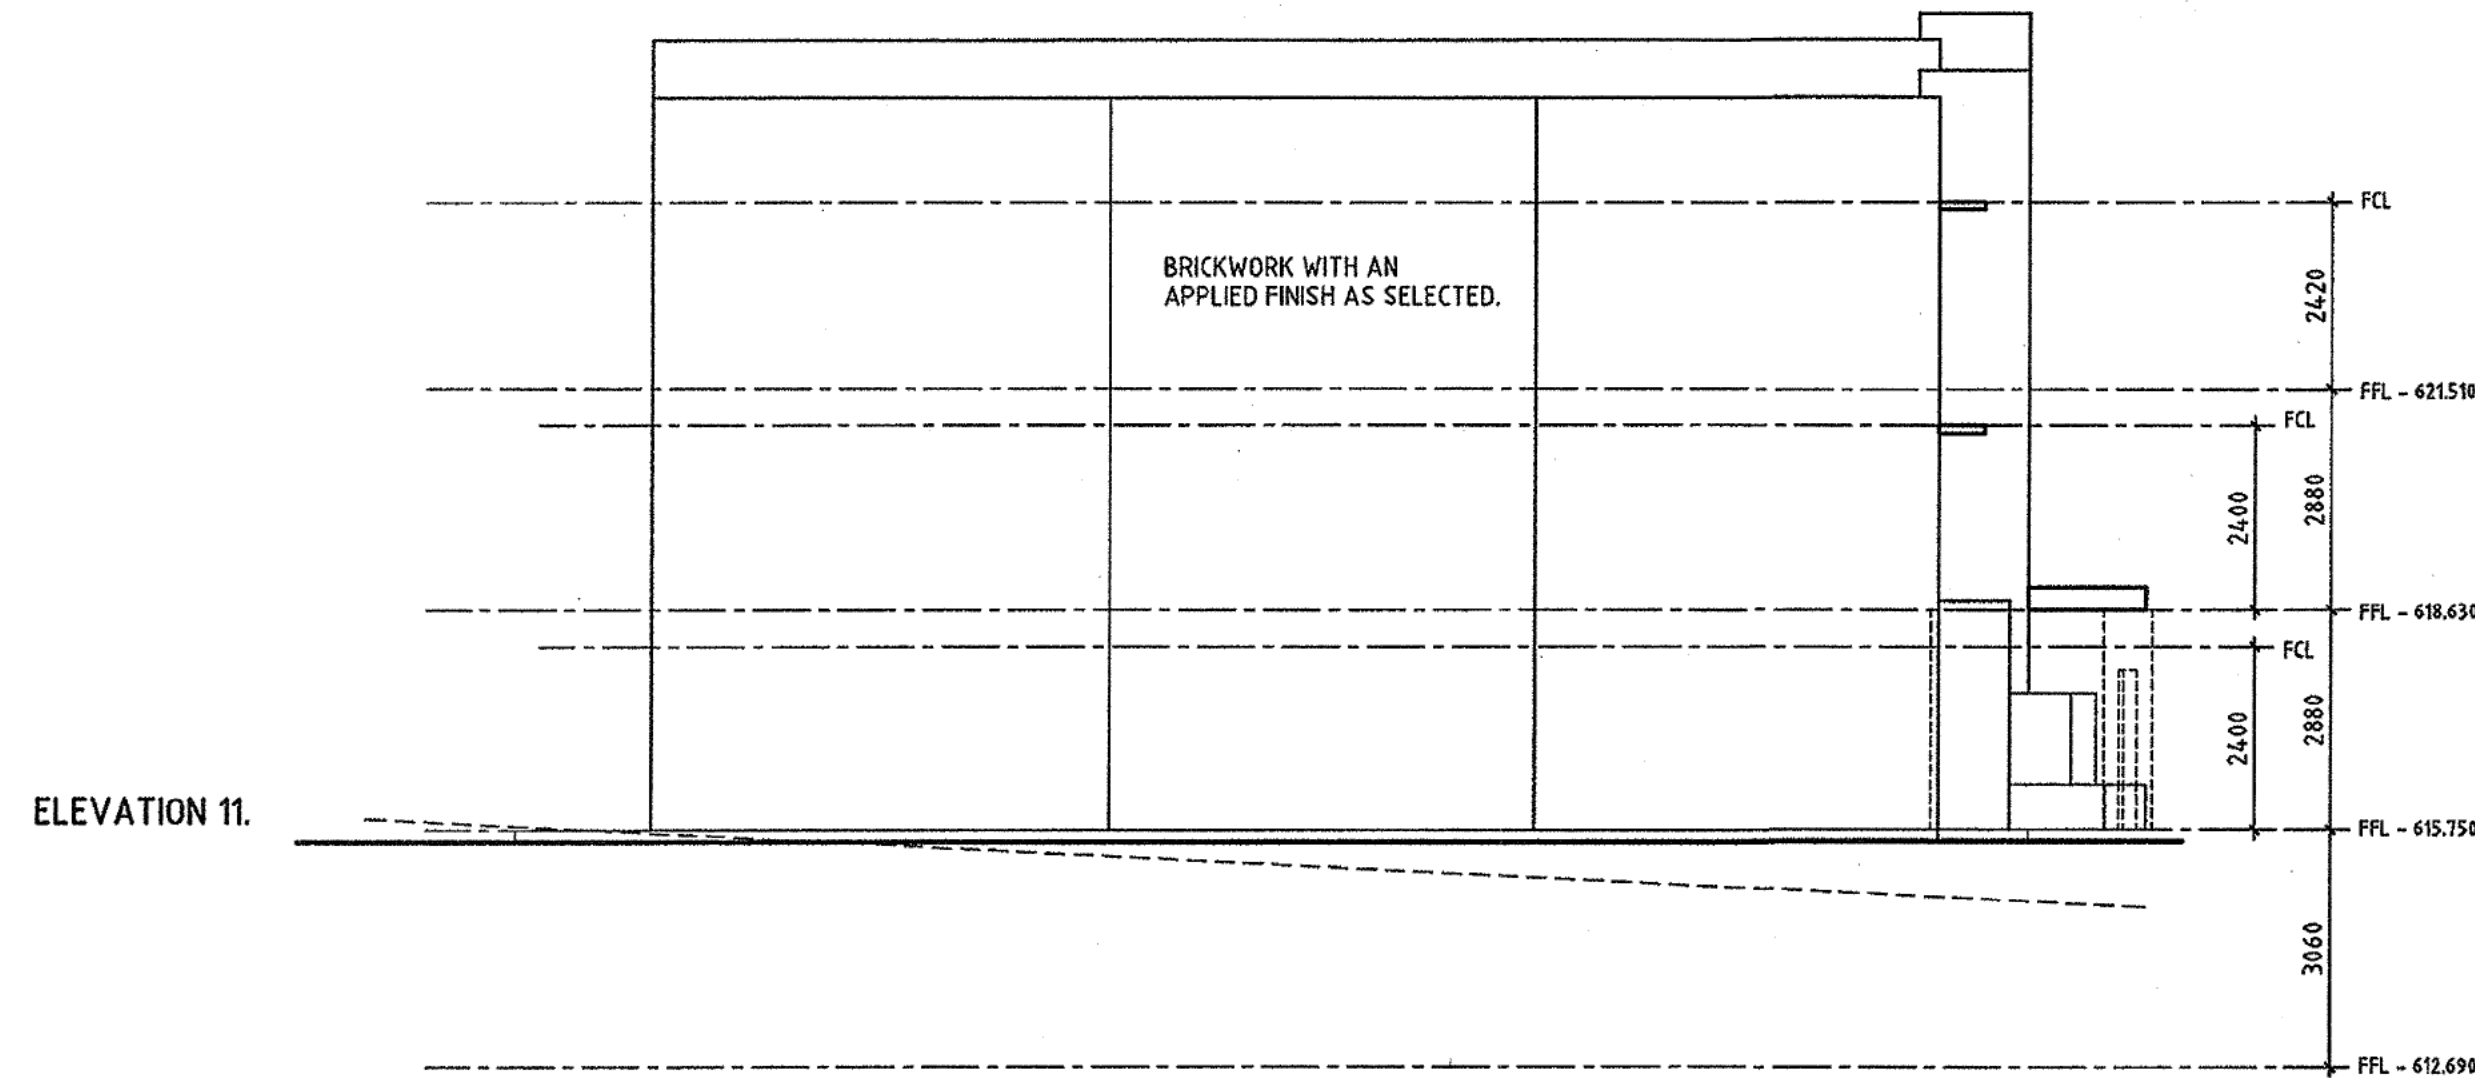 FCL
BRICKWORK WITH AN
APPLIED FINISH AS SELECTED.
2420
FFL - 621.510
FCL
2400
2880
FFL - 618.630
FCL
2400
2880
ELEVATION 11.
FFL - 615.750
3060
FFL - 612.690